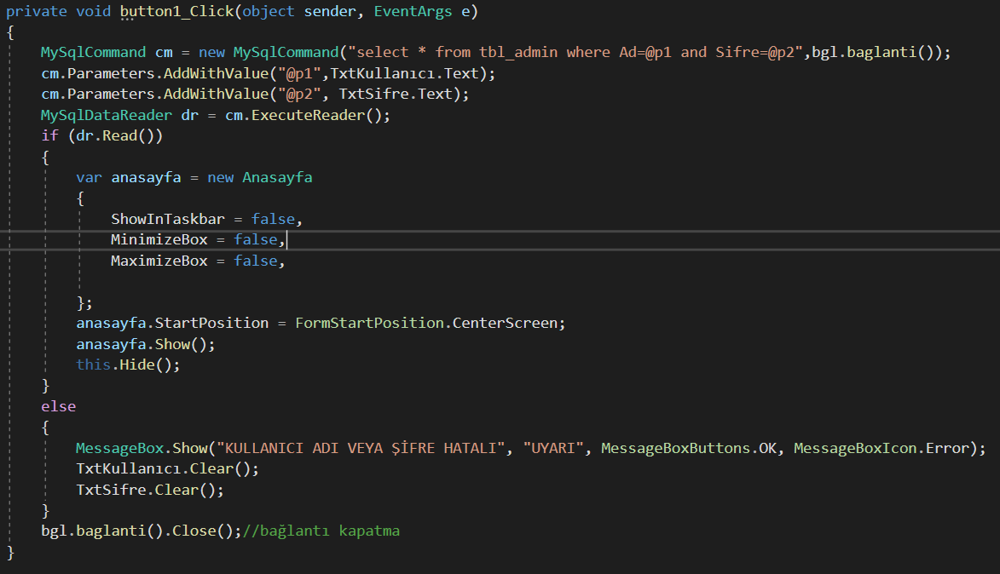 private void button1_Click(object sender, EventArgs e)
{
    MySqlCommand cm = new MySqlCommand("select * from tbl_admin where Ad=@p1 and Sifre=@p2",bgl.baglanti());
    cm.Parameters.AddWithValue("@p1",TxtKullanıcı.Text);
    cm.Parameters.AddWithValue("@p2", TxtSifre.Text);
    MySqlDataReader dr = cm.ExecuteReader();
    if (dr.Read())
    {
        var anasayfa = new Anasayfa
        {
            ShowInTaskbar = false,
            MinimizeBox = false,
            MaximizeBox = false,

        };
        anasayfa.StartPosition = FormStartPosition.CenterScreen;
        anasayfa.Show();
        this.Hide();
    }
    else
    {
        MessageBox.Show("KULLANICI ADI VEYA ŞİFRE HATALI", "UYARI", MessageBoxButtons.OK, MessageBoxIcon.Error);
        TxtKullanıcı.Clear();
        TxtSifre.Clear();
    }
    bgl.baglanti().Close();//bağlantı kapatma
}